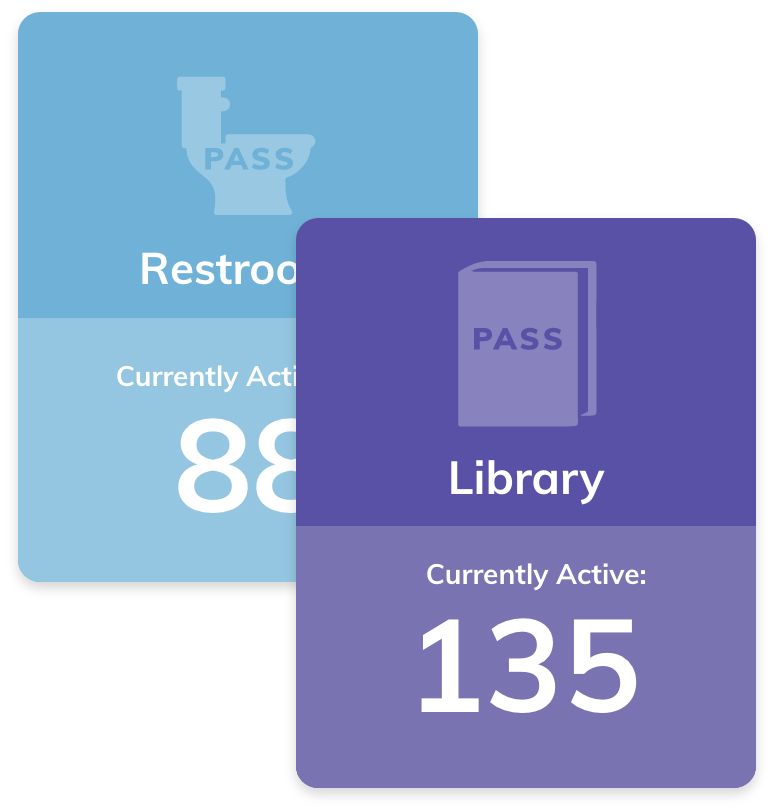 PASS
Restroo
Currently Acti
88
PASS
Library
Currently Active:
135